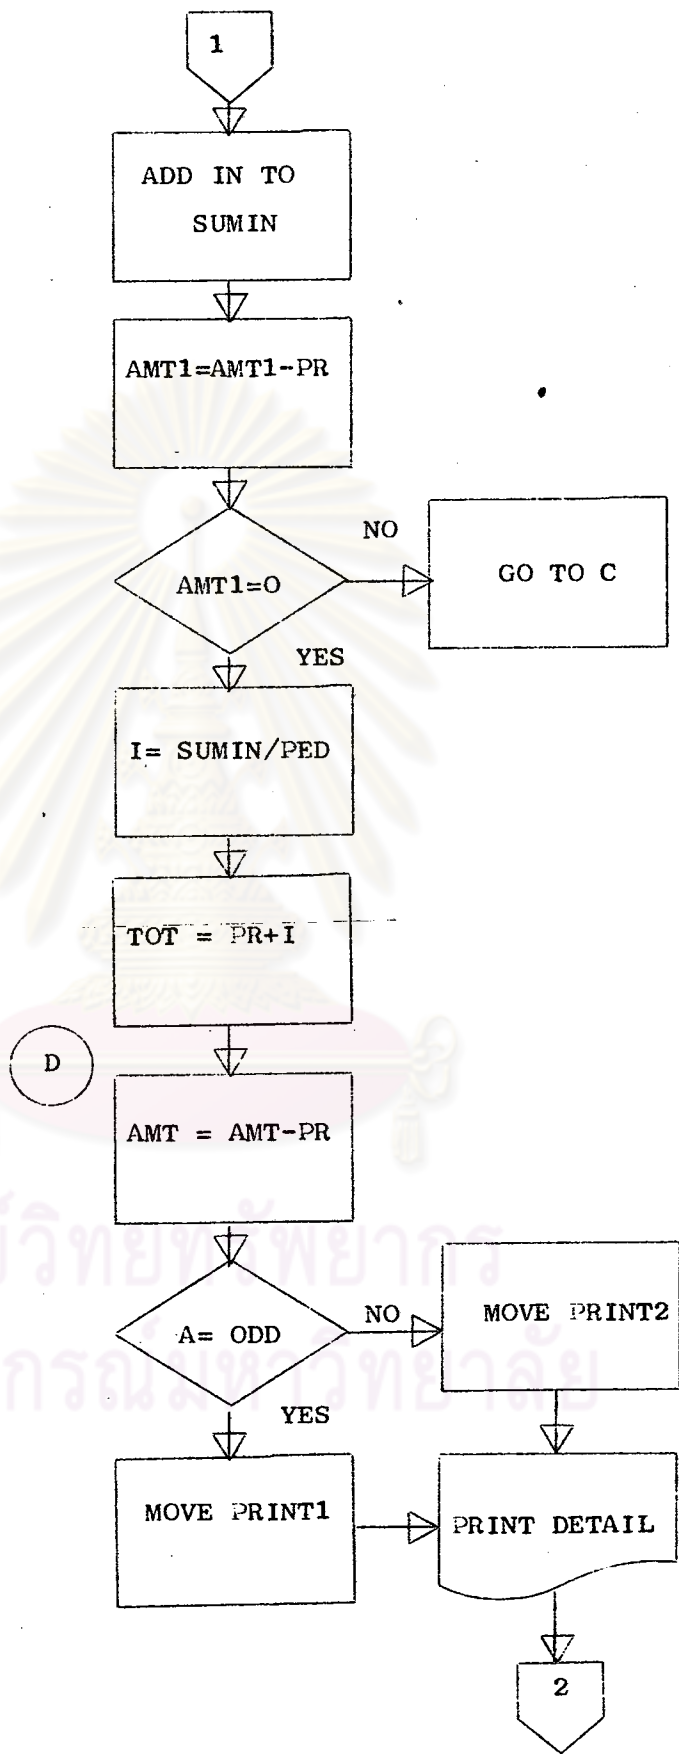 1
ADD IN TO
SUMIN
AMT1=AMT1-PR
AMT1=O
NO
GO TO C
YES
I= SUMIN/PED
TOT = PR+I
D
AMT = AMT-PR
A= ODD
NO
MOVE PRINT2
YES
MOVE PRINT1
PRINT DETAIL
2